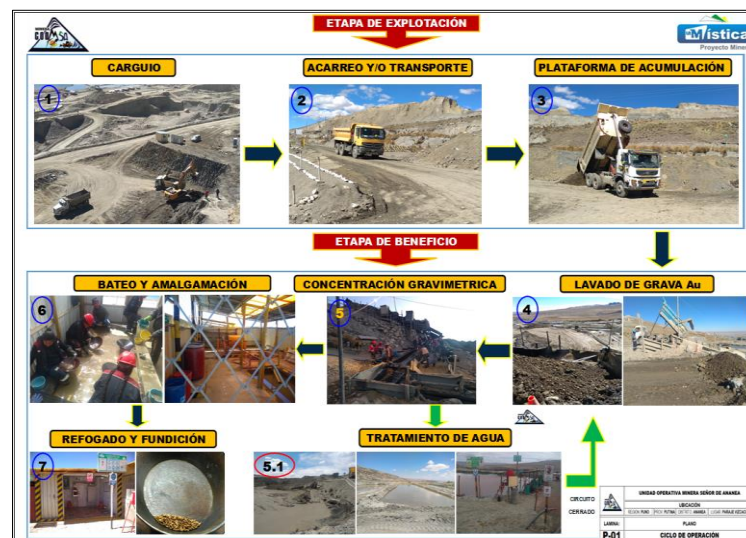 ETAPA DE EXPLOTACIÓN
Mística
Proyecto Minero
CARGUIO
ACARREO Y/O TRANSPORTE
PLATAFORMA DE ACUMULACIÓN
1
2
3
ETAPA DE BENEFICIO
BATEO Y AMALGAMACIÓN
CONCENTRACIÓN GRAVIMETRICA
LAVADO DE GRAVA Au
6
5
4
REFOGADO Y FUNDICIÓN
TRATAMIENTO DE AGUA
7
5.1
CIRCUITO
CERRADO
UNIDAD OPERATIVA MINERA SEÑOR DE ANANEA
UBICACIÓN
LAMINA:
PLANO
P-01
CICLO DE OPERACIÓN